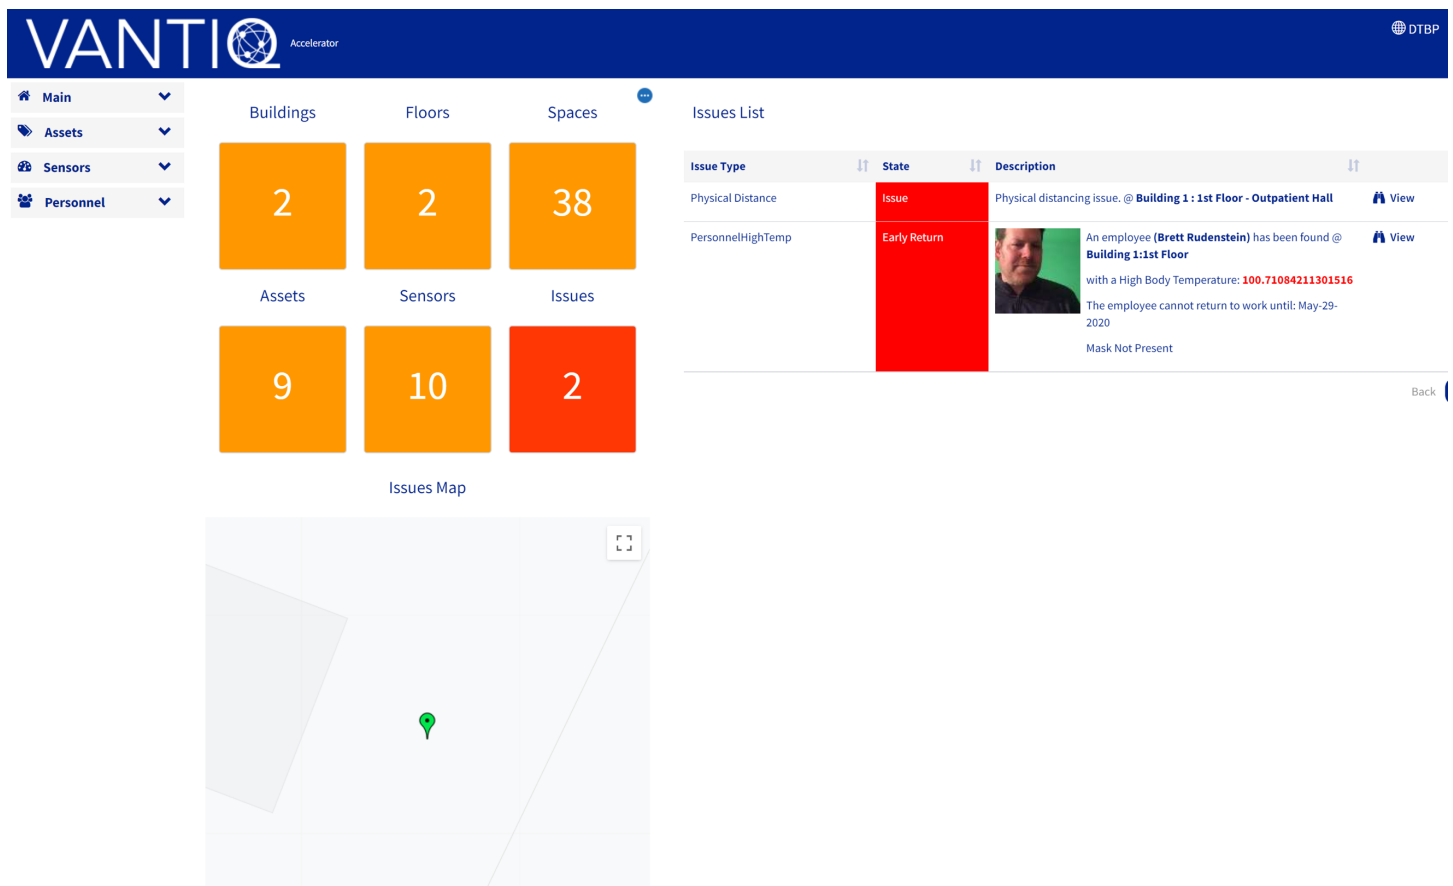 VANTIQ Accelerator
DTBP
Main
Assets
Sensors
Personnel
Buildings Floors Spaces
2 2 38
Assets Sensors Issues
9 10 2
Issues Map
Issues List
Issue Type State Description
Physical Distance Issue Physical distancing issue. @ Building 1 : 1st Floor - Outpatient Hall View
PersonnelHighTemp Early Return An employee (Brett Rudenstein) has been found @ View
Building 1:1st Floor
with a High Body Temperature: 100.71084211301516
The employee cannot return to work until: May-29-
2020
Mask Not Present
Back